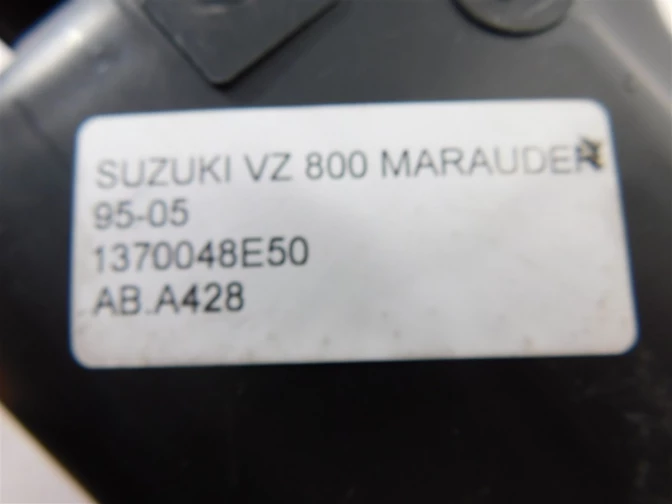 SUZUKI VZ 800 MARAUDER
95-05
1370048E50
AB.A428